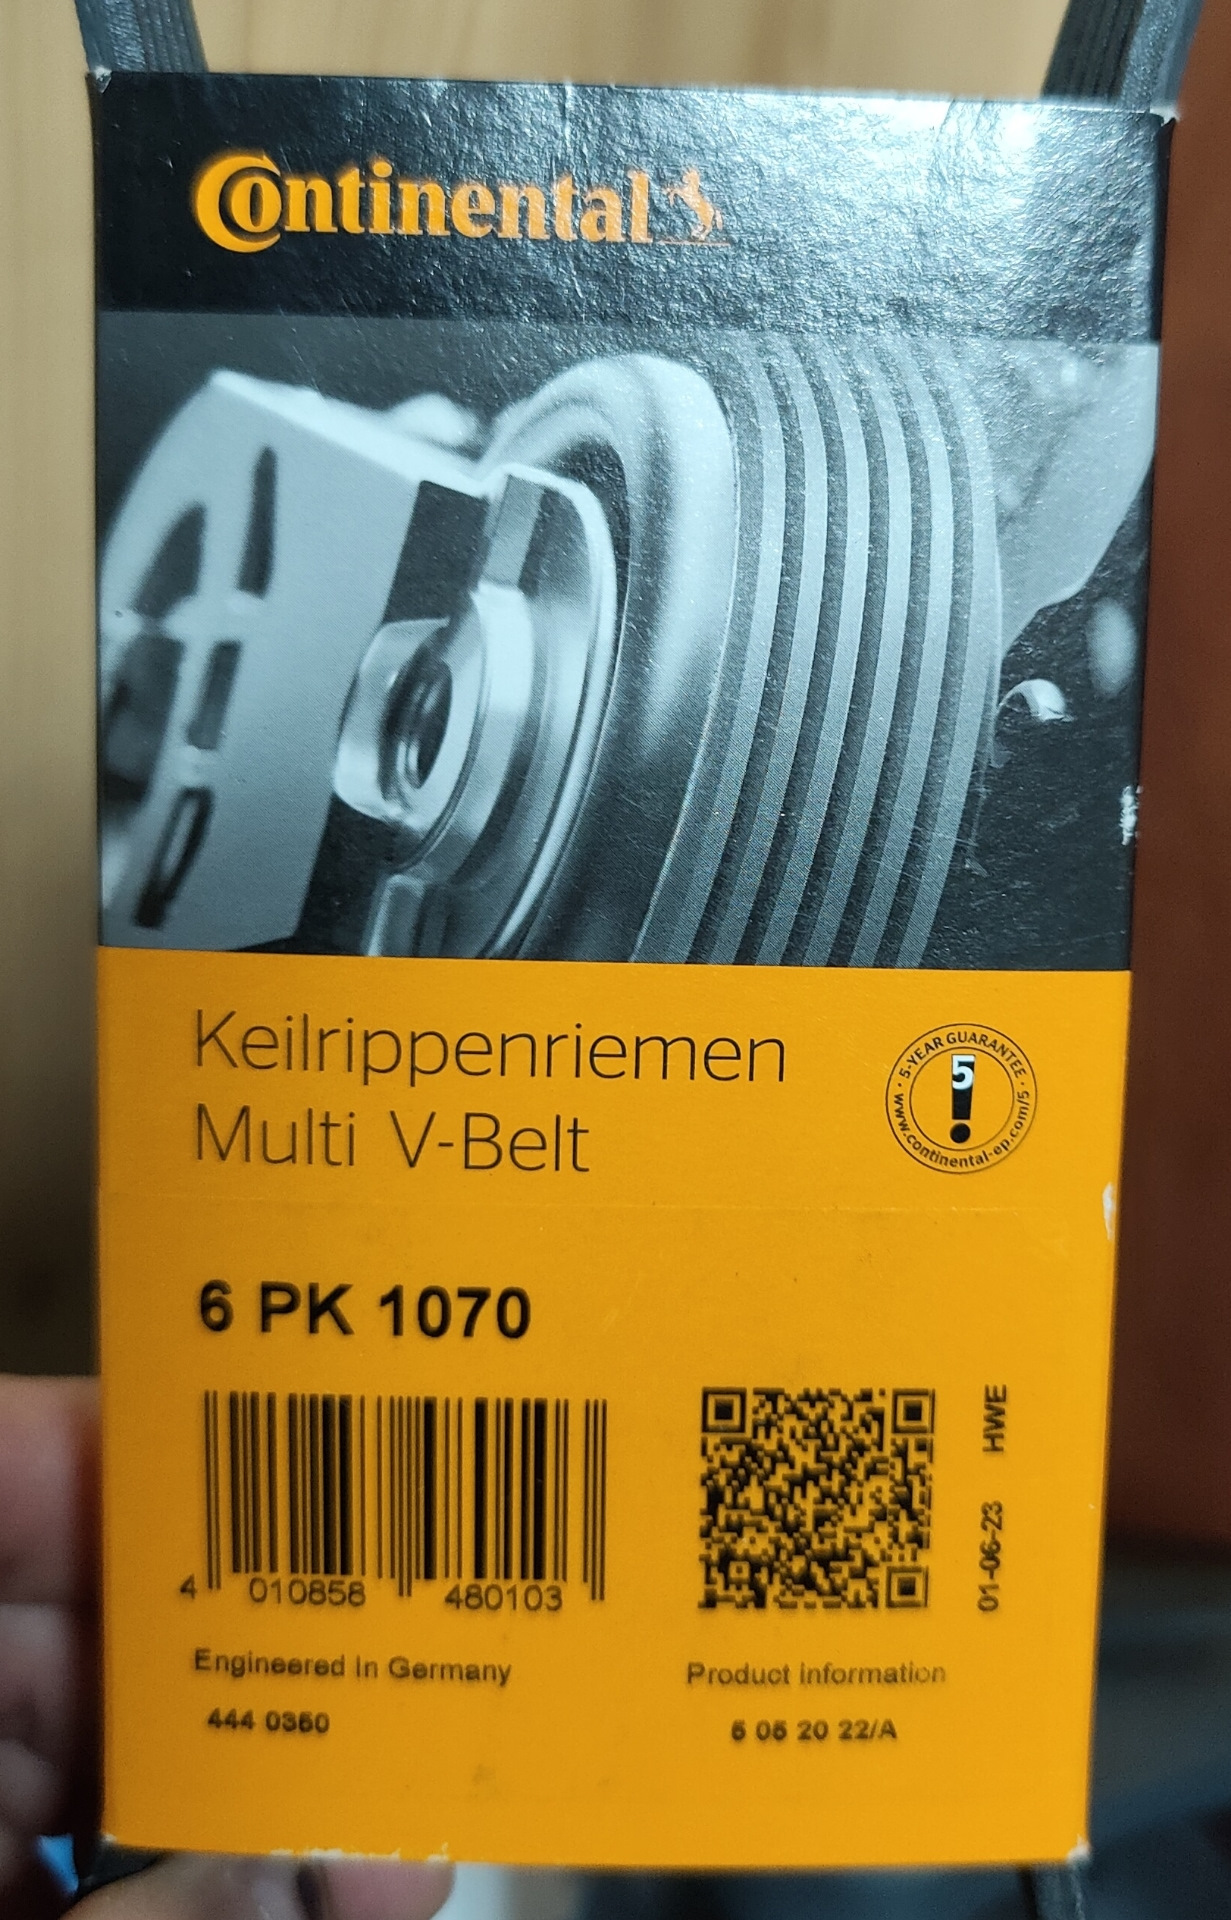 Continental
Keilrippenriemen
Multi V-Belt
5-YEAR GUARANTEE
5
www.continental-ep.com/5
6 PK 1070
HWE
01-06-23
4 010858 480103
Engineered in Germany
Product information
444 0350
5 05 20 22/A